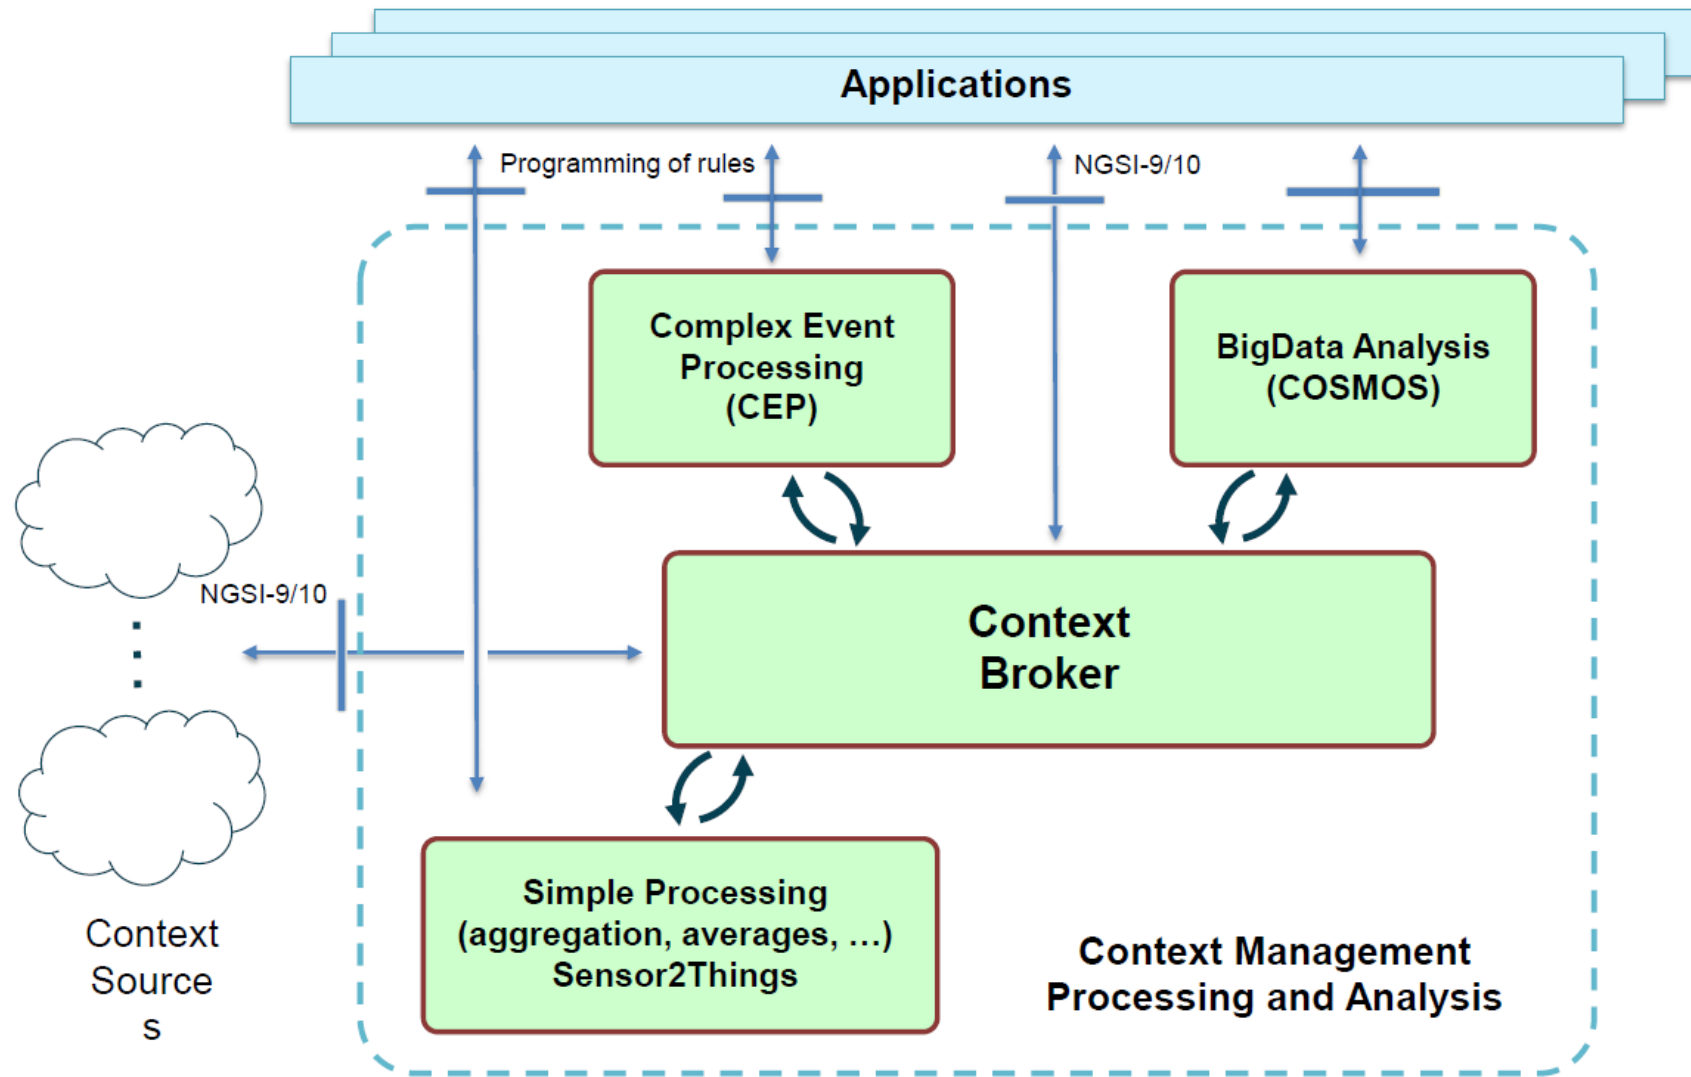 Applications
Programming of rules
NGSI-9/10
Complex Event
Processing
(CEP)
BigData Analysis
(COSMOS)
NGSI-9/10
Context
Broker
Simple Processing
(aggregation, averages, …)
Sensor2Things
Context
Source
s
Context Management
Processing and Analysis